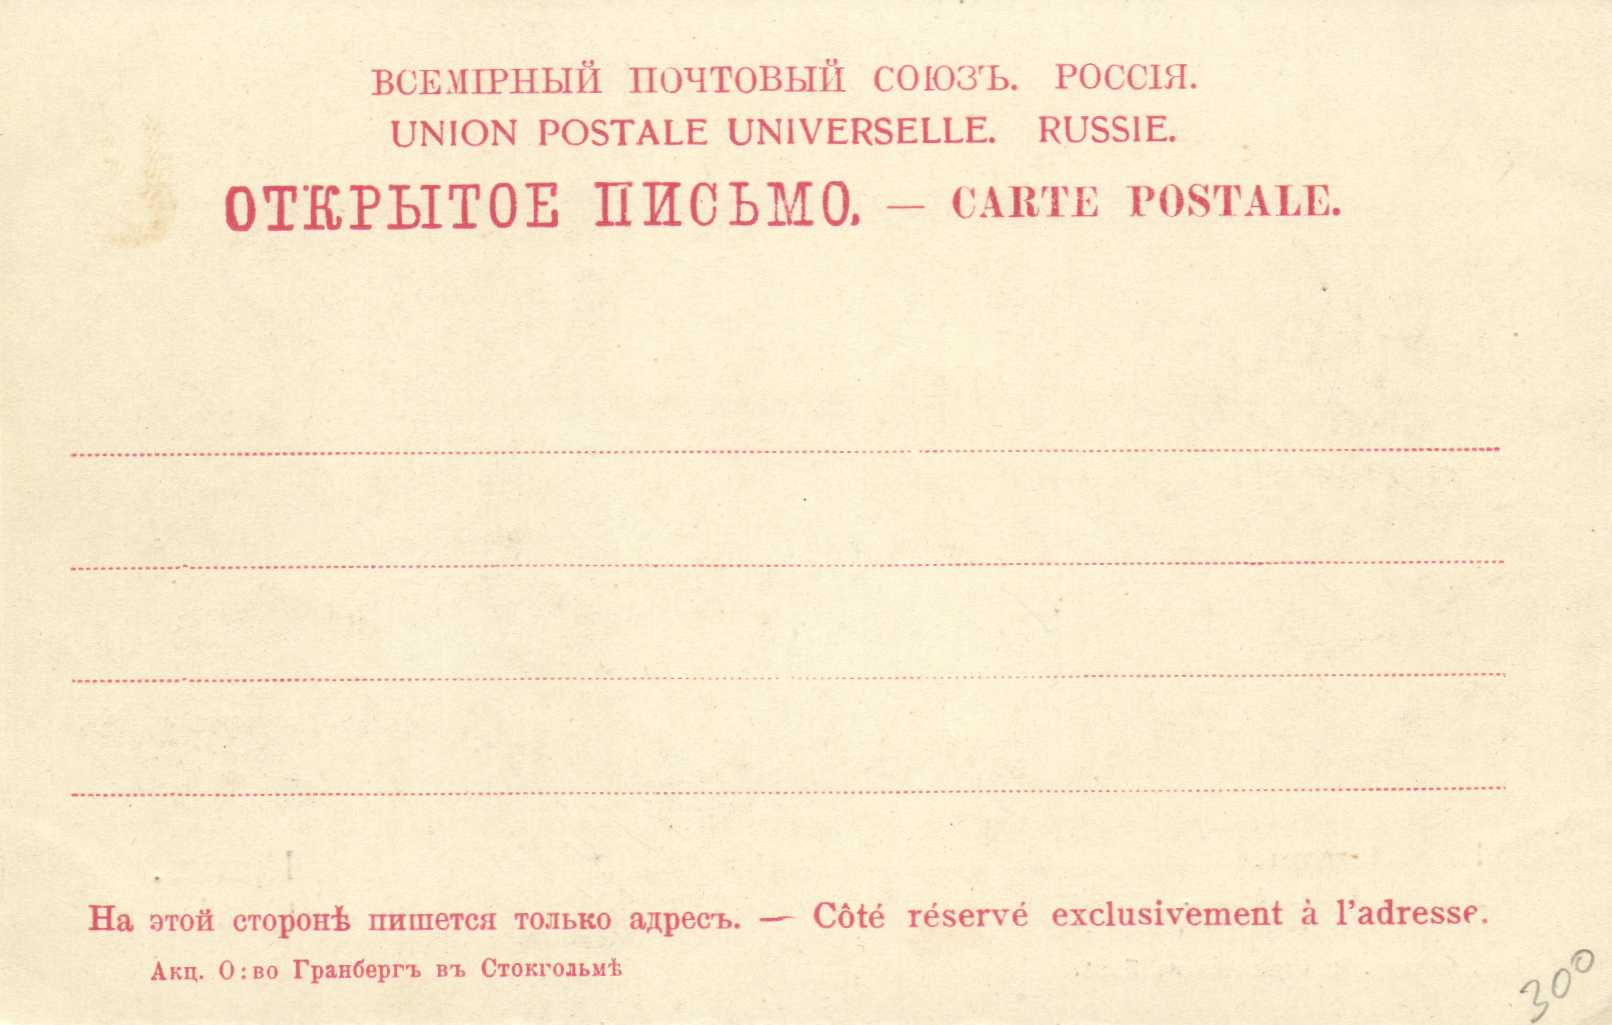 ВСЕМІРНЫЙ ПОЧТОВЫЙ СОЮЗЪ. РОССІЯ.
UNION POSTALE UNIVERSELLE. RUSSIE.
ОТКРЫТОЕ ПИСЬМО. — CARTE POSTALE.
На этой сторонѣ пишется только адресъ. — Côté réservé exclusivement à l'adresse.
Акц. О:во Гранбергъ въ Стокгольмѣ
300